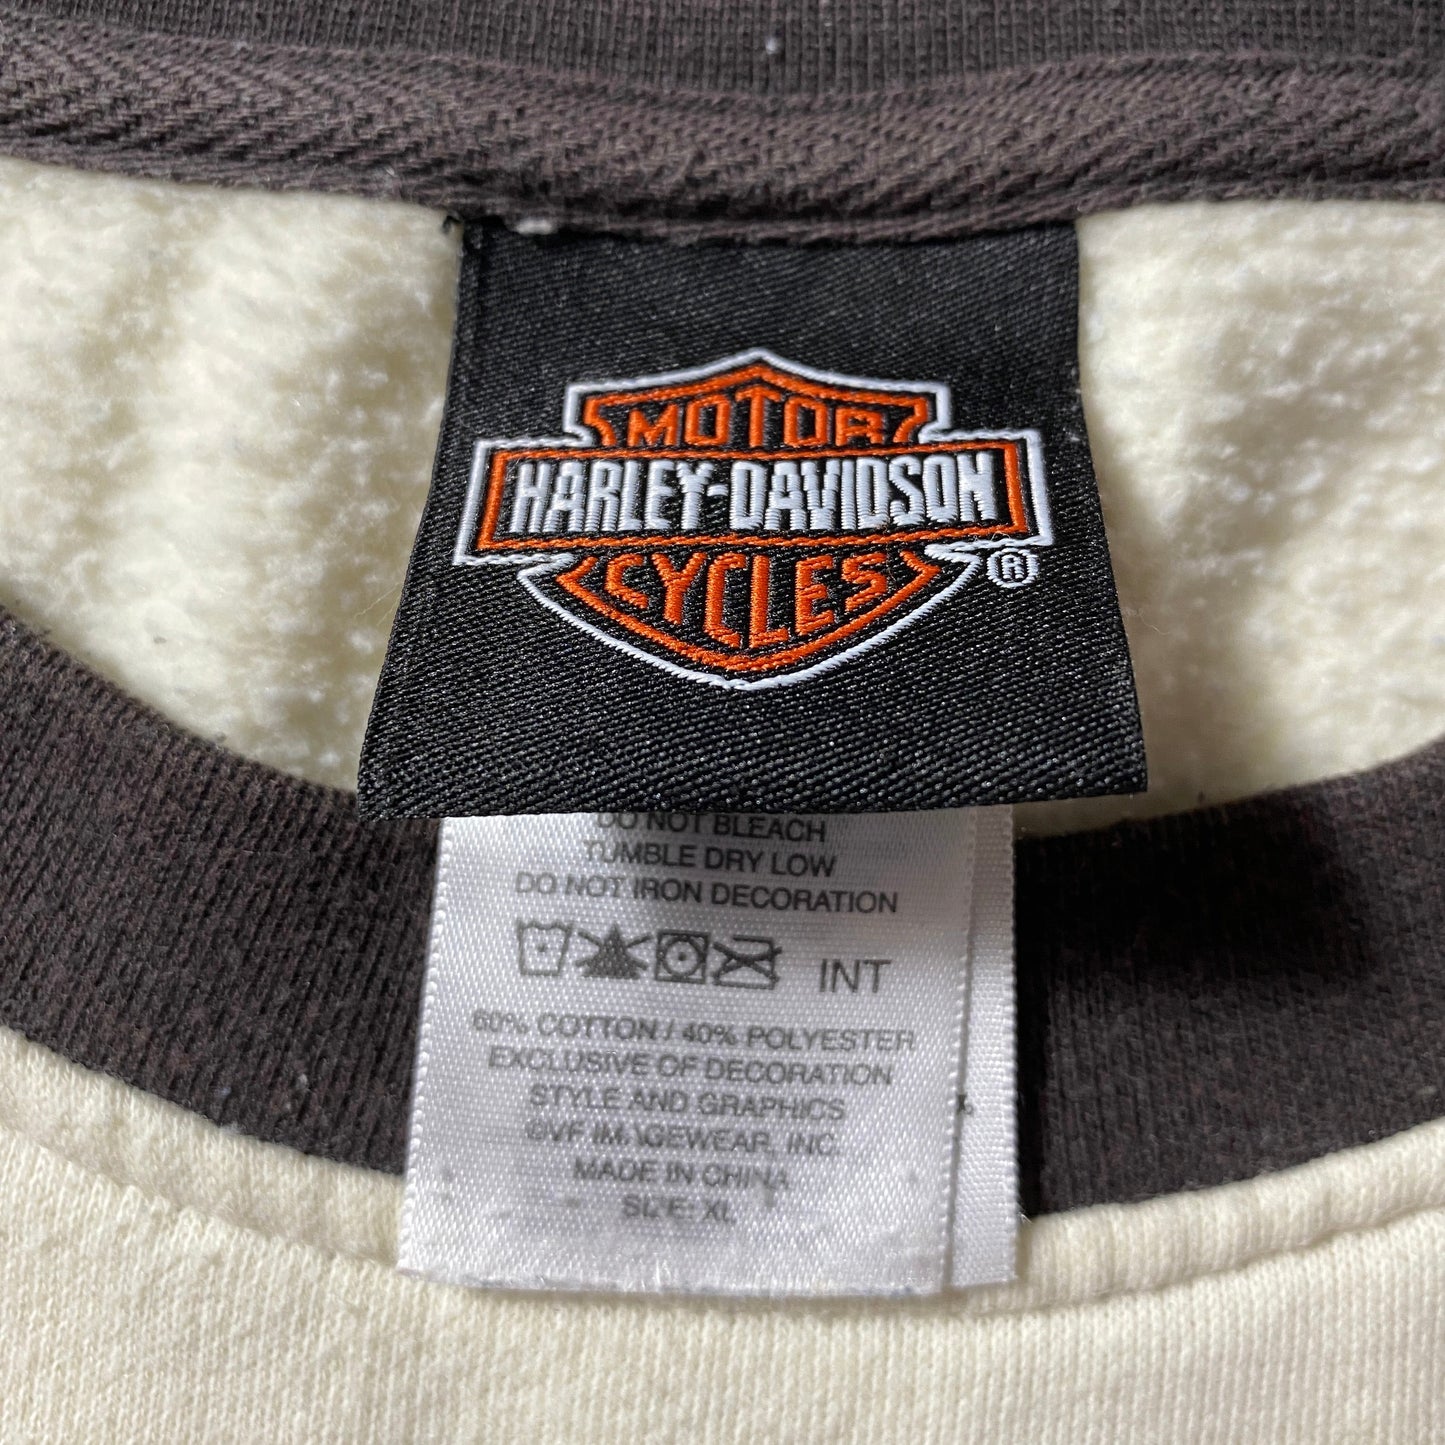 MOTOR
HARLEY-DAVIDSON
CYCLES
®
DO NOT BLEACH
TUMBLE DRY LOW
DO NOT IRON DECORATION
INT
60% COTTON / 40% POLYESTER
EXCLUSIVE OF DECORATION
STYLE AND GRAPHICS
©VF IMAGEWEAR, INC.
MADE IN CHINA
SIZE: XL